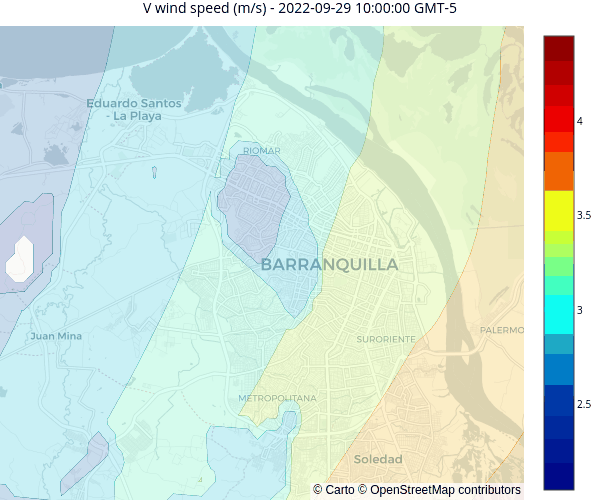 V wind speed (m/s) - 2022-09-29 10:00:00 GMT-5
Eduardo Santos
- La Playa
RIOMAR
BARRANQUILLA
Juan Mina
SURORIENTE
PALERMO
METROPOLITANA
Soledad
© Carto © OpenStreetMap contributors
4
3.5
3
2.5